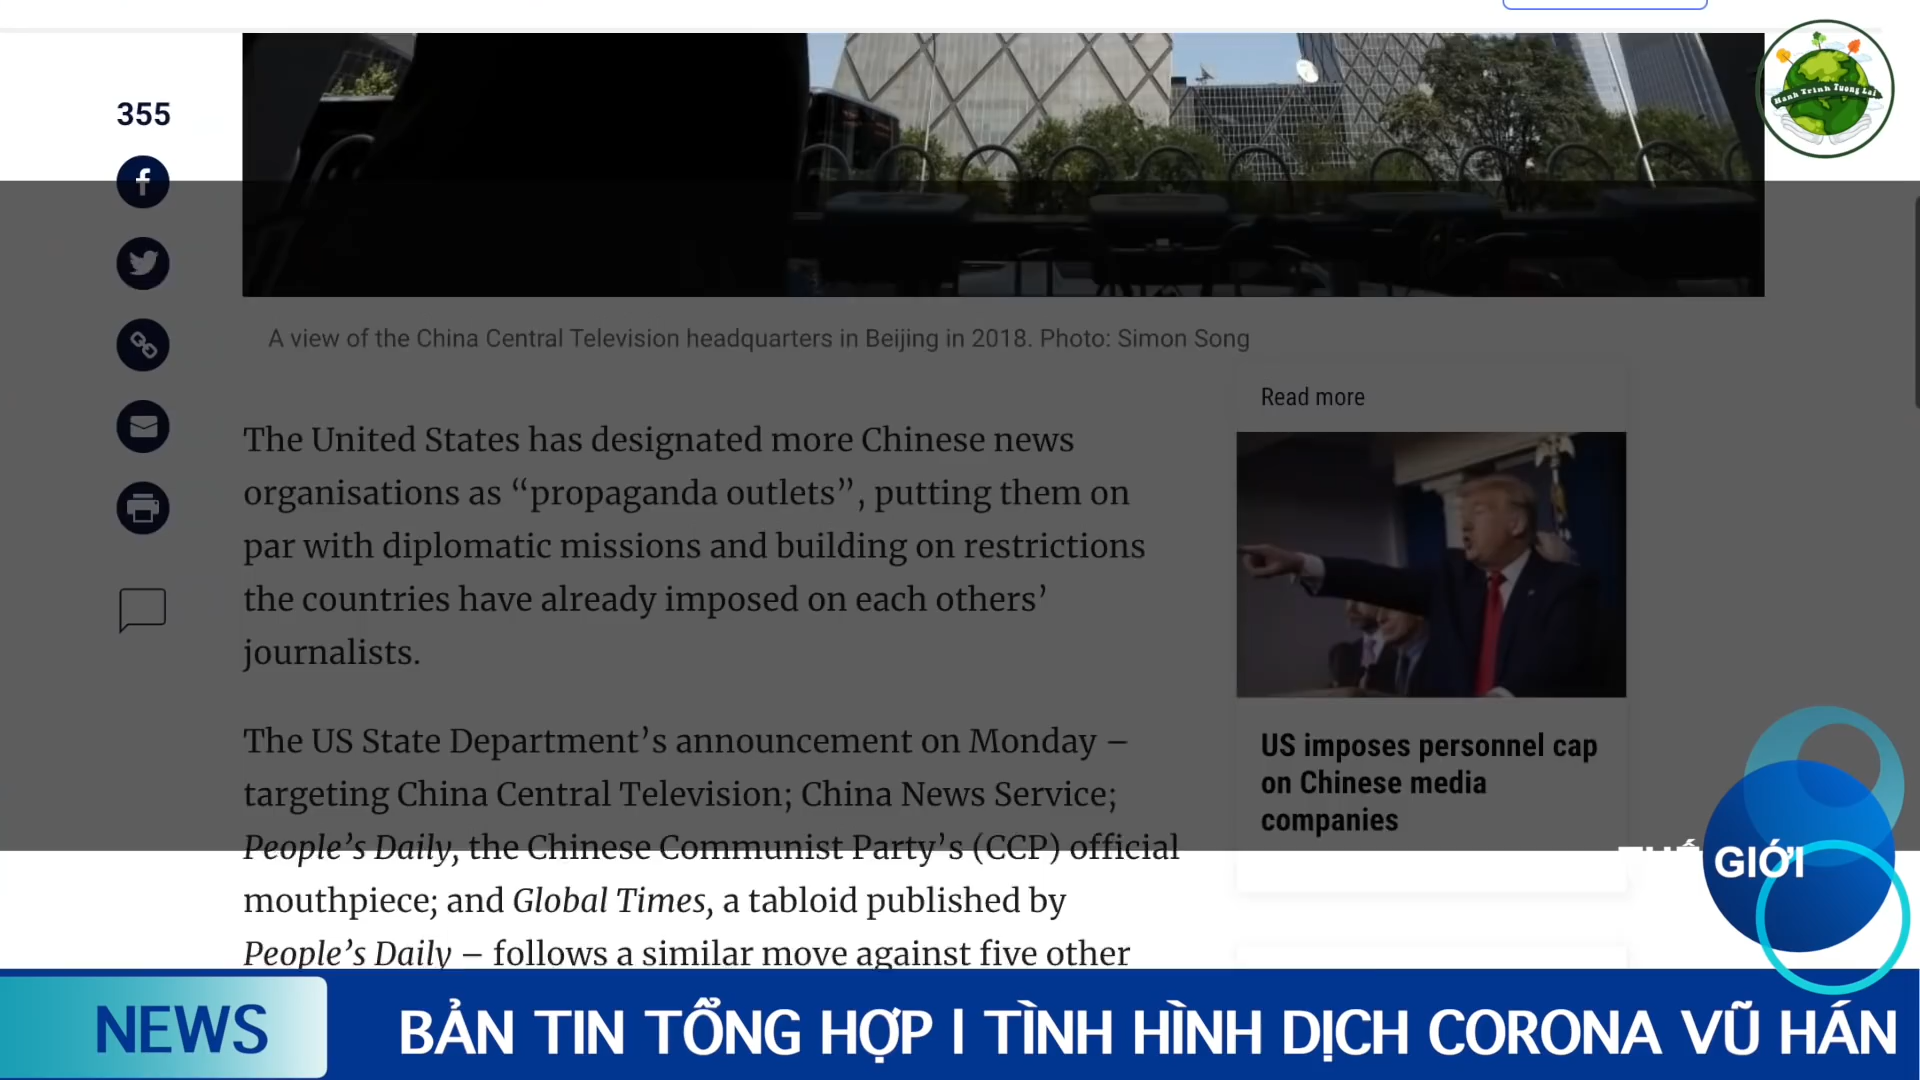 355
Hanh Trinh Tuong Lai
A view of the China Central Television headquarters in Beijing in 2018. Photo: Simon Song
The United States has designated more Chinese news
organisations as “propaganda outlets”, putting them on
par with diplomatic missions and building on restrictions
the countries have already imposed on each others’
journalists.
The US State Department’s announcement on Monday –
targeting China Central Television; China News Service;
People’s Daily, the Chinese Communist Party’s (CCP) official
mouthpiece; and Global Times, a tabloid published by
People’s Daily – follows a similar move against five other
Read more
US imposes personnel cap
on Chinese media
companies
THẾ GIỚI
NEWS
BẢN TIN TỔNG HỢP | TÌNH HÌNH DỊCH CORONA VŨ HÁN